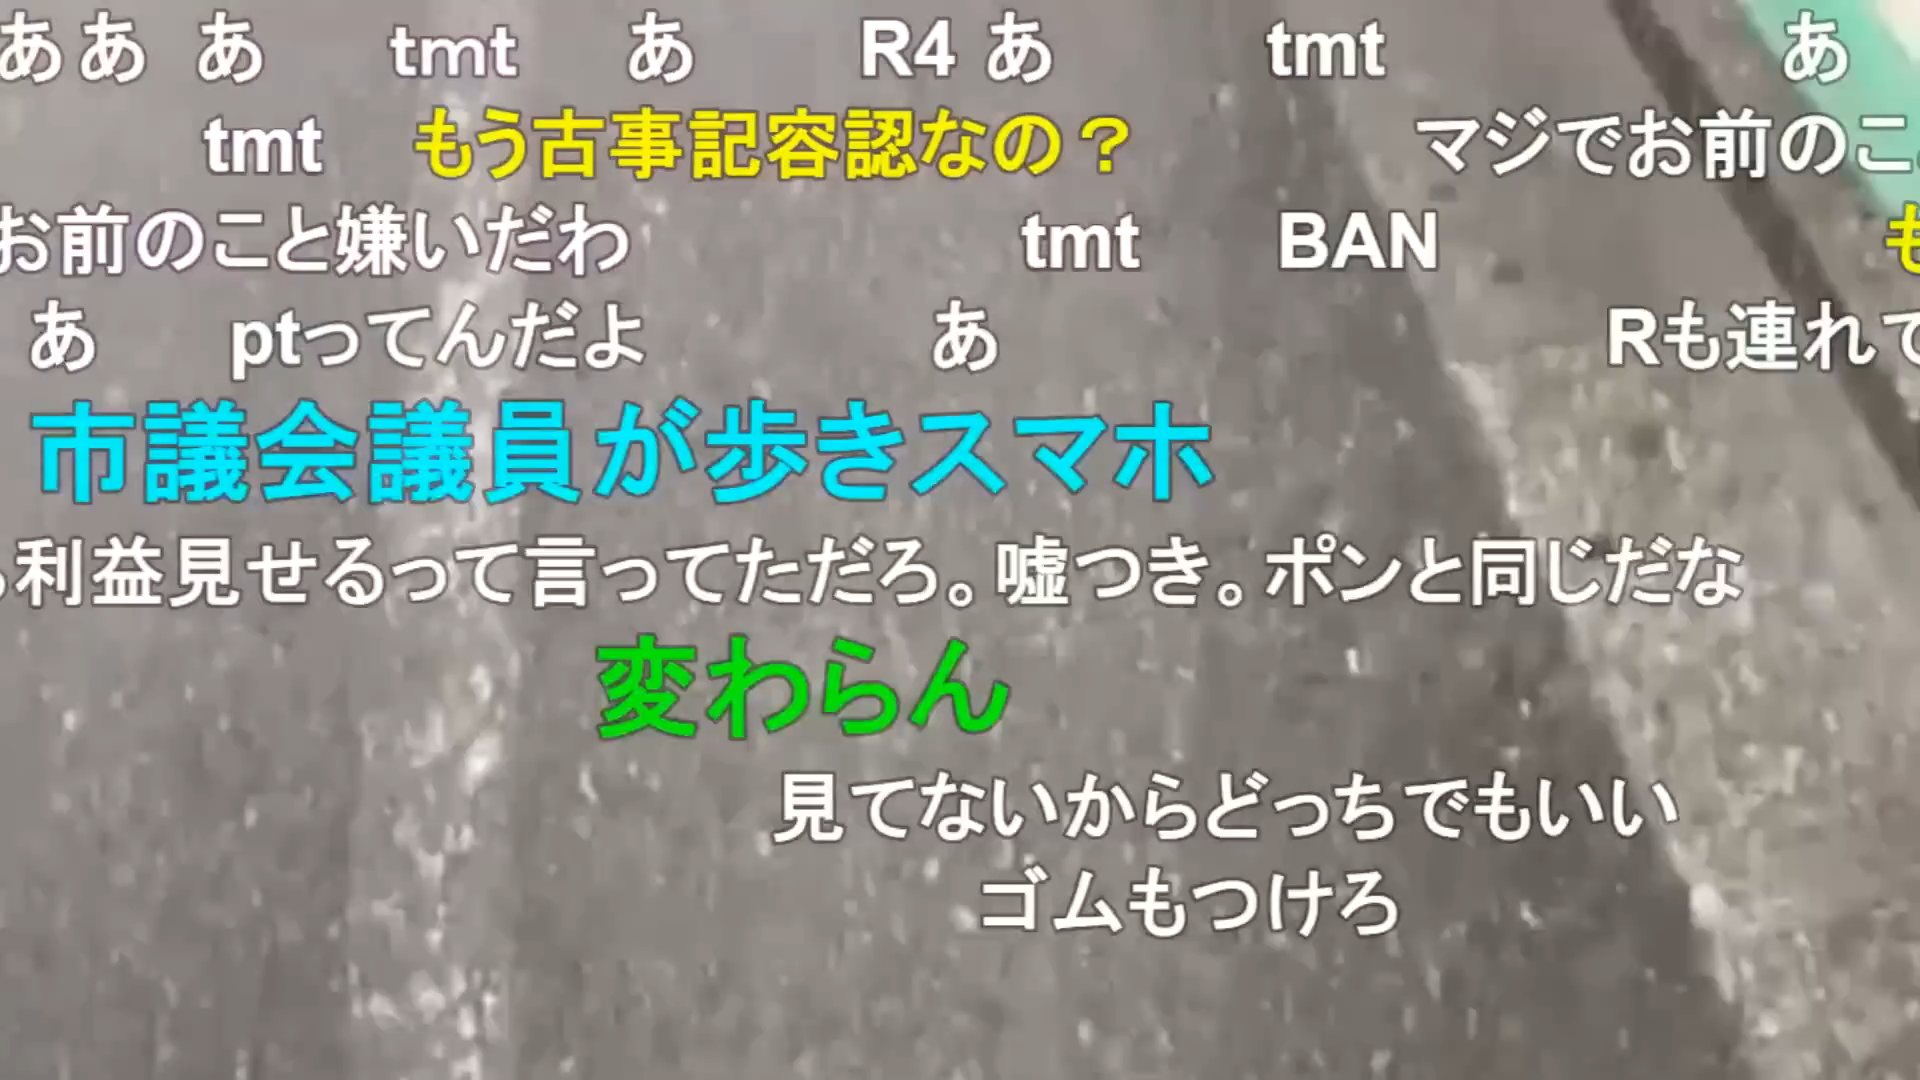 ああ あ tmt あ R4 あ tmt あ
tmt もう古事記容認なの？ マジでお前のこ
お前のこと嫌いだわ tmt BAN も
あ ptってんだよ あ Rも連れて
市議会議員が歩きスマホ
利益見せるって言ってただろ。嘘つき。ポンと同じだな
変わらん
見てないからどっちでもいい
ゴムもつけろ